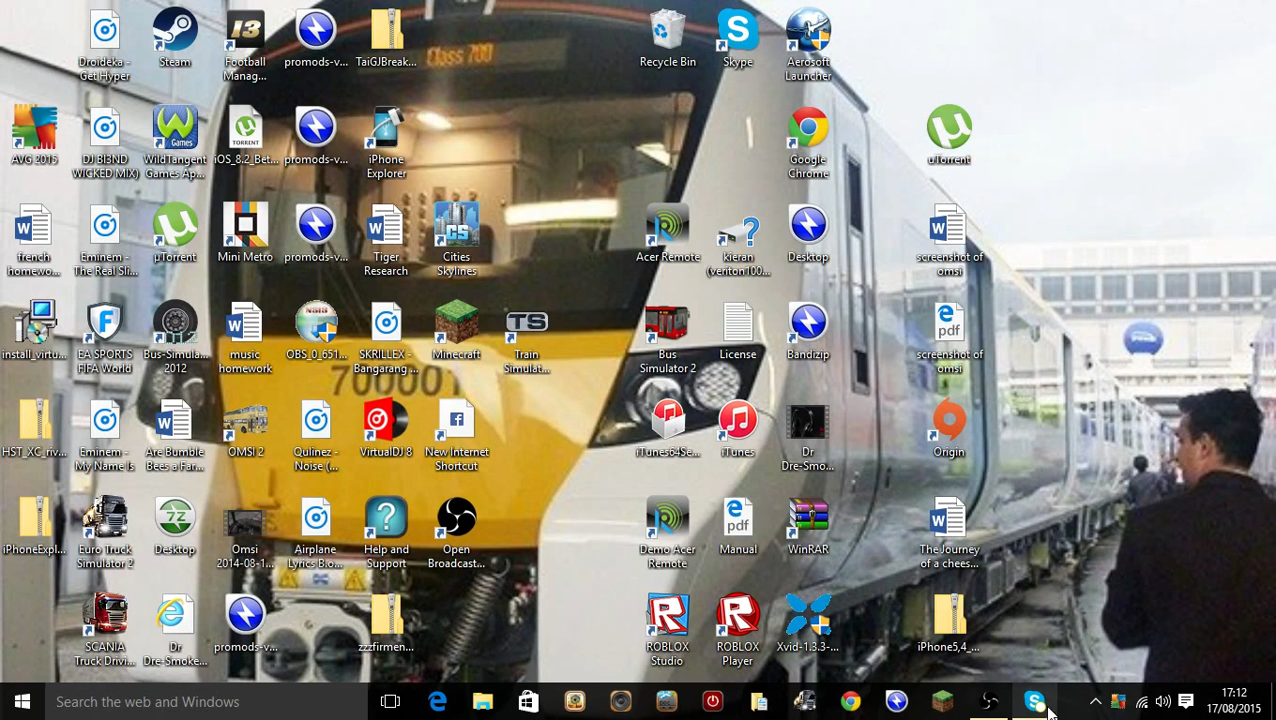 Droideka -
Get Hyper
Steam
Football
Manag...
promods-v...
TaiGJBreak...
Class 700
Recycle Bin
Skype
Aerosoft
Launcher
AVG 2015
DJ Bl3ND
WICKED MIX)
WildTangent
Games Ap...
TORRENT
iOS_8.2_Bet...
promods-v...
iPhone
Explorer
Google
Chrome
uTorrent
french
homewo...
Eminem -
The Real Sli...
µTorrent
Mini Metro
promods-v...
Tiger
Research
CS
Cities
Skylines
Acer Remote
kieran
(veriton100...
Desktop
screenshot of
omsi
install_virtu...
EA SPORTS
FIFA World
Bus-Simula...
2012
music
homework
NSIS
OBS_0_651...
SKRILLEX -
Bangarang ...
Minecraft
TS
Train
Simulat...
Bus
Simulator 2
License
Bandizip
pdf
screenshot of
omsi
700001
HST_XC_riv...
Eminem -
My Name Is
Are Bumble
Bees a Far...
OMSI 2
Qulinez -
Noise (...
VirtualDJ 8
New Internet
Shortcut
iTunes64Se...
iTunes
Dr
Dre-Smo...
Origin
iPhoneExpl...
Euro Truck
Simulator 2
7z
Desktop
Omsi
2014-08-1...
Airplane
Lyrics B.o...
Help and
Support
Open
Broadcast...
Demo Acer
Remote
pdf
Manual
WinRAR
The Journey
of a chees...
SCANIA
Truck Drivi...
Dr
Dre-Smoke...
promods-v...
zzzfirmen...
ROBLOX
Studio
ROBLOX
Player
Xvid-1.3.3-...
iPhone5,4_...
Search the web and Windows
17:12
17/08/2015